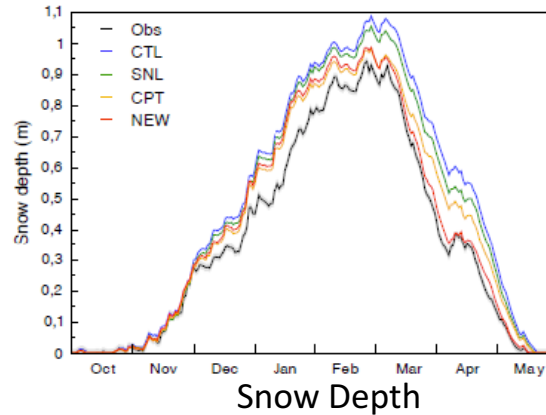 1,1
1
0,9
0,8
0,7
0,6
0,5
0,4
0,3
0,2
0,1
0
Snow depth (m)
Obs
CTL
SNL
CPT
NEW
Oct Nov Dec Jan Feb Mar Apr May
Snow Depth